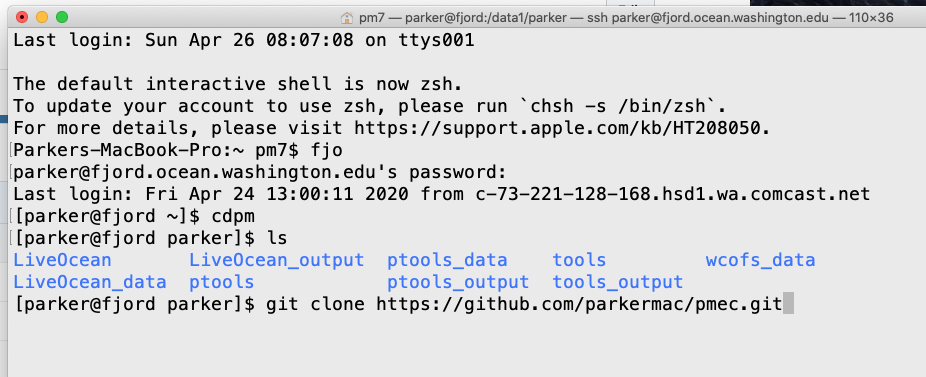 pm7 — parker@fjord:/data1/parker — ssh parker@fjord.ocean.washington.edu — 110×36
Last login: Sun Apr 26 08:07:08 on ttys001
The default interactive shell is now zsh.
To update your account to use zsh, please run `chsh -s /bin/zsh`.
For more details, please visit https://support.apple.com/kb/HT208050.
[Parkers-MacBook-Pro:~ pm7$ fjo
[parker@fjord.ocean.washington.edu's password:
Last login: Fri Apr 24 13:00:11 2020 from c-73-221-128-168.hsd1.wa.comcast.net
[[parker@fjord ~]$ cdpm
[[parker@fjord parker]$ ls
LiveOcean LiveOcean_output ptools_data tools wcofs_data
LiveOcean_data ptools ptools_output tools_output
[parker@fjord parker]$ git clone https://github.com/parkermac/pmec.git